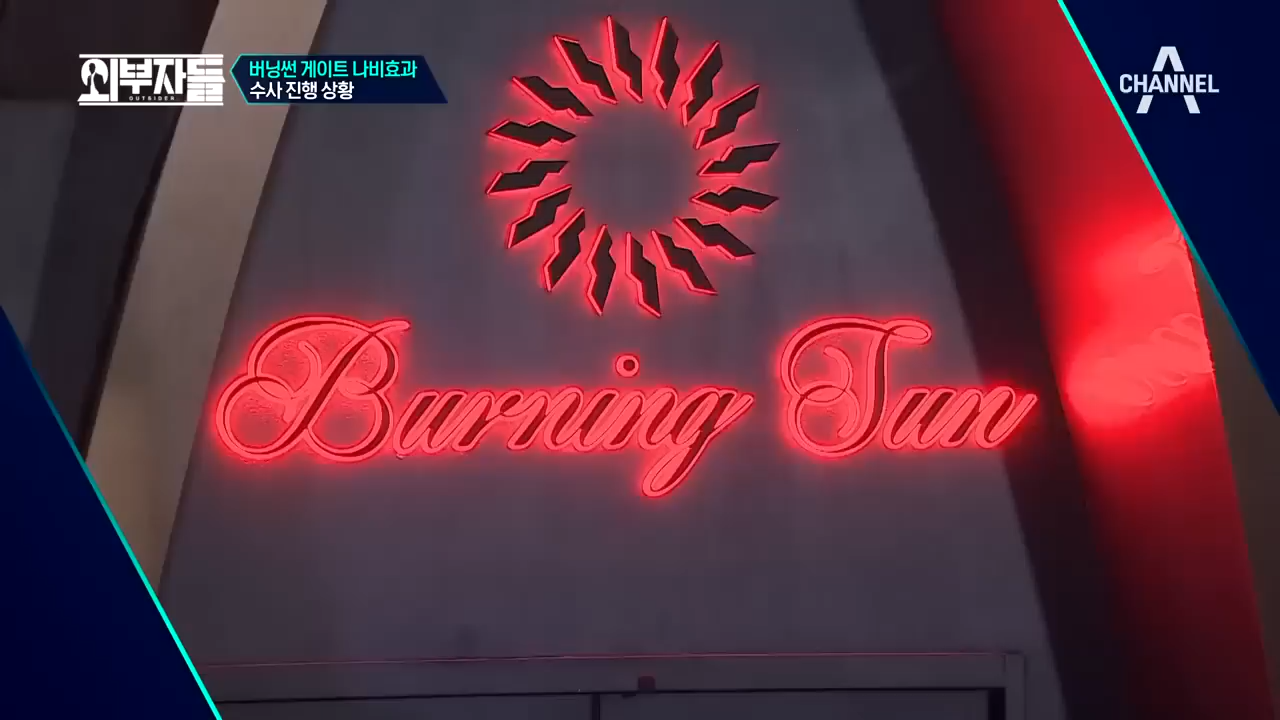 외부자들
OUTSIDER
버닝썬 게이트 나비효과
수사 진행 상황
CHANNEL A
Burning Sun